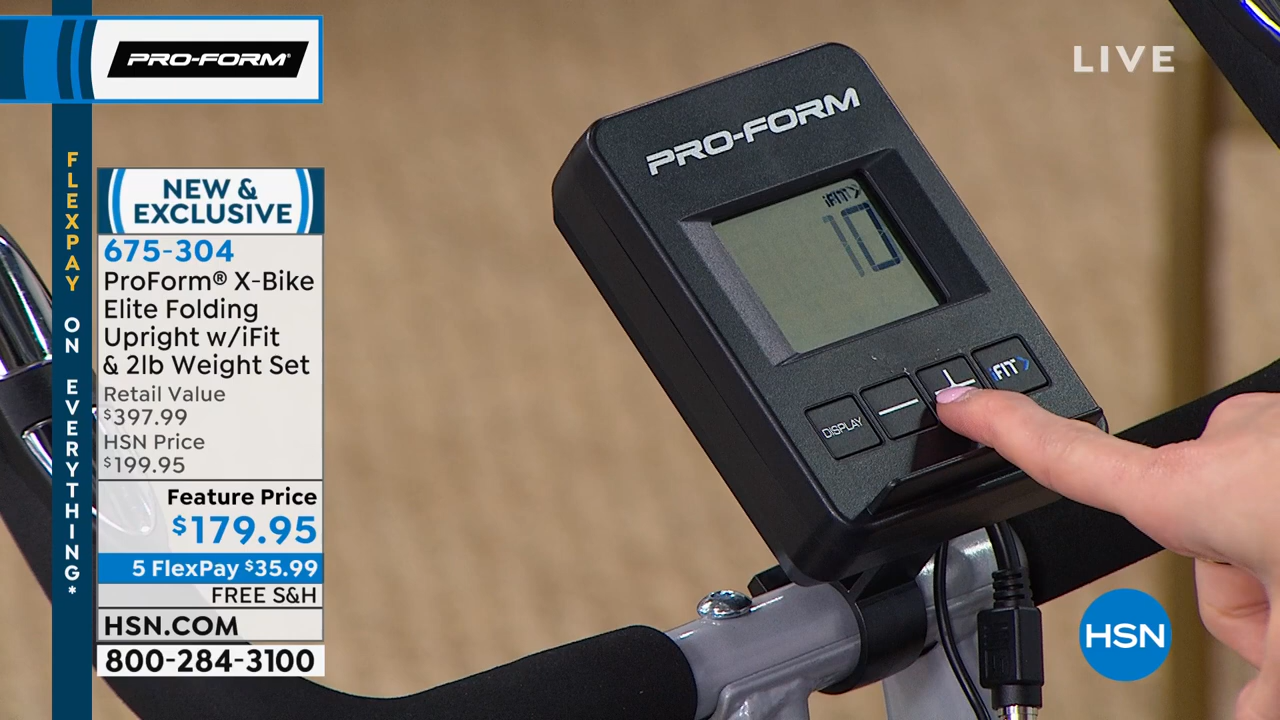 PRO-FORM®
LIVE
FLEXPAY ON EVERYTHING*
NEW &
EXCLUSIVE
675-304
ProForm® X-Bike
Elite Folding
Upright w/iFit
& 2lb Weight Set
Retail Value
$397.99
HSN Price
$199.95
Feature Price
$179.95
5 FlexPay $35.99
FREE S&H
HSN.COM
800-284-3100
PRO-FORM
iFIT
10
DISPLAY
iFIT
HSN